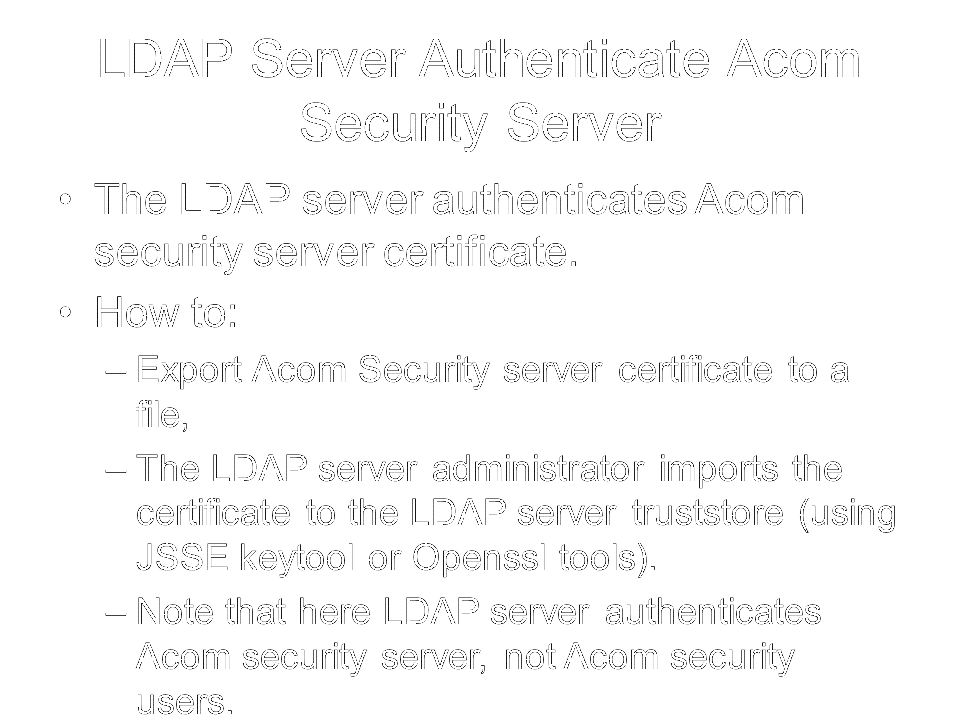 LDAP Server Authenticate Acom
Security Server
• The LDAP server authenticates Acom
security server certificate.
• How to:
– Export Acom Security server certificate to a
file,
– The LDAP server administrator imports the
certificate to the LDAP server truststore (using
JSSE keytool or Openssl tools).
– Note that here LDAP server authenticates
Acom security server, not Acom security
users.